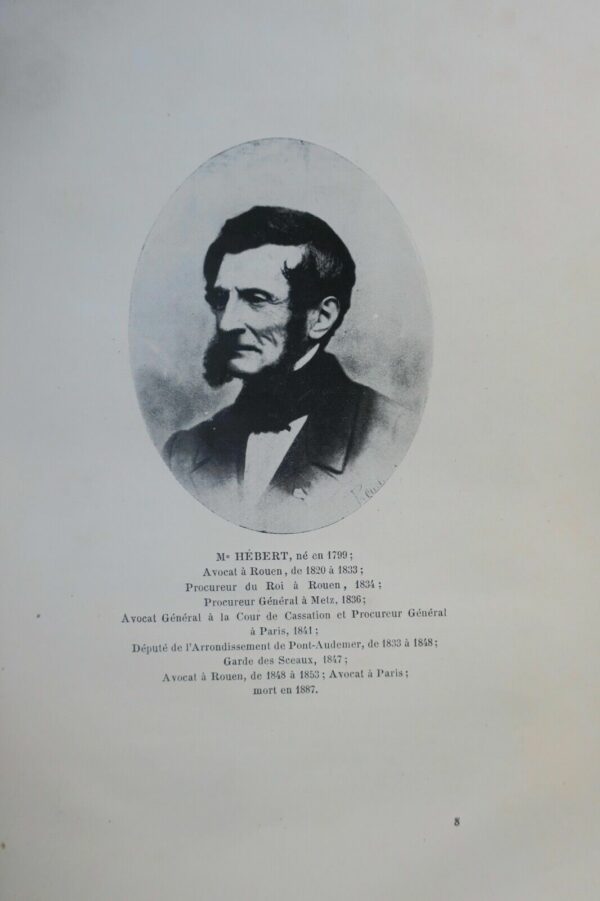 Mᵉ HÉBERT, né en 1799 ;
Avocat à Rouen, de 1820 à 1833 ;
Procureur du Roi à Rouen, 1834 ;
Procureur Général à Metz, 1836 ;
Avocat Général à la Cour de Cassation et Procureur Général
à Paris, 1841 ;
Député de l'Arrondissement de Pont-Audemer, de 1833 à 1848 ;
Garde des Sceaux, 1847 ;
Avocat à Rouen, de 1848 à 1853 ; Avocat à Paris ;
mort en 1887.
8